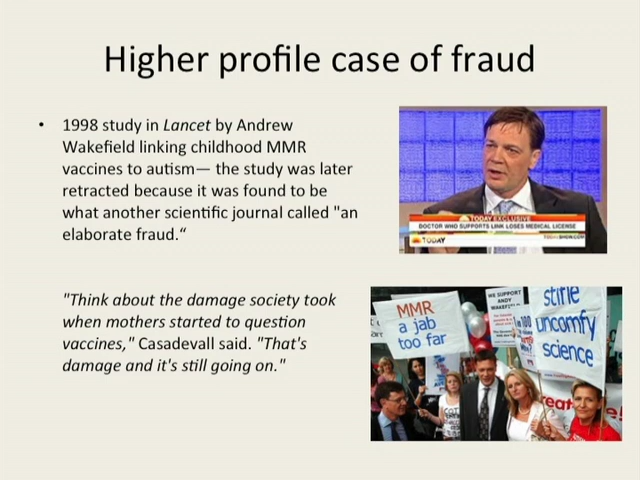 Higher profile case of fraud
• 1998 study in Lancet by Andrew
Wakefield linking childhood MMR
vaccines to autism— the study was later
retracted because it was found to be
what another scientific journal called "an
elaborate fraud.“
"Think about the damage society took
when mothers started to question
vaccines," Casadevall said. "That's
damage and it's still going on."
TODAY EXCLUSIVE
DOCTOR WHO SUPPORTS LINK LOSES MEDICAL LICENSE
TODAY
TODAYSHOW.COM
MMR
a jab
too far
WE SUPPORT
ANDY
WAKEFIELD
stifle
uncomfy
science